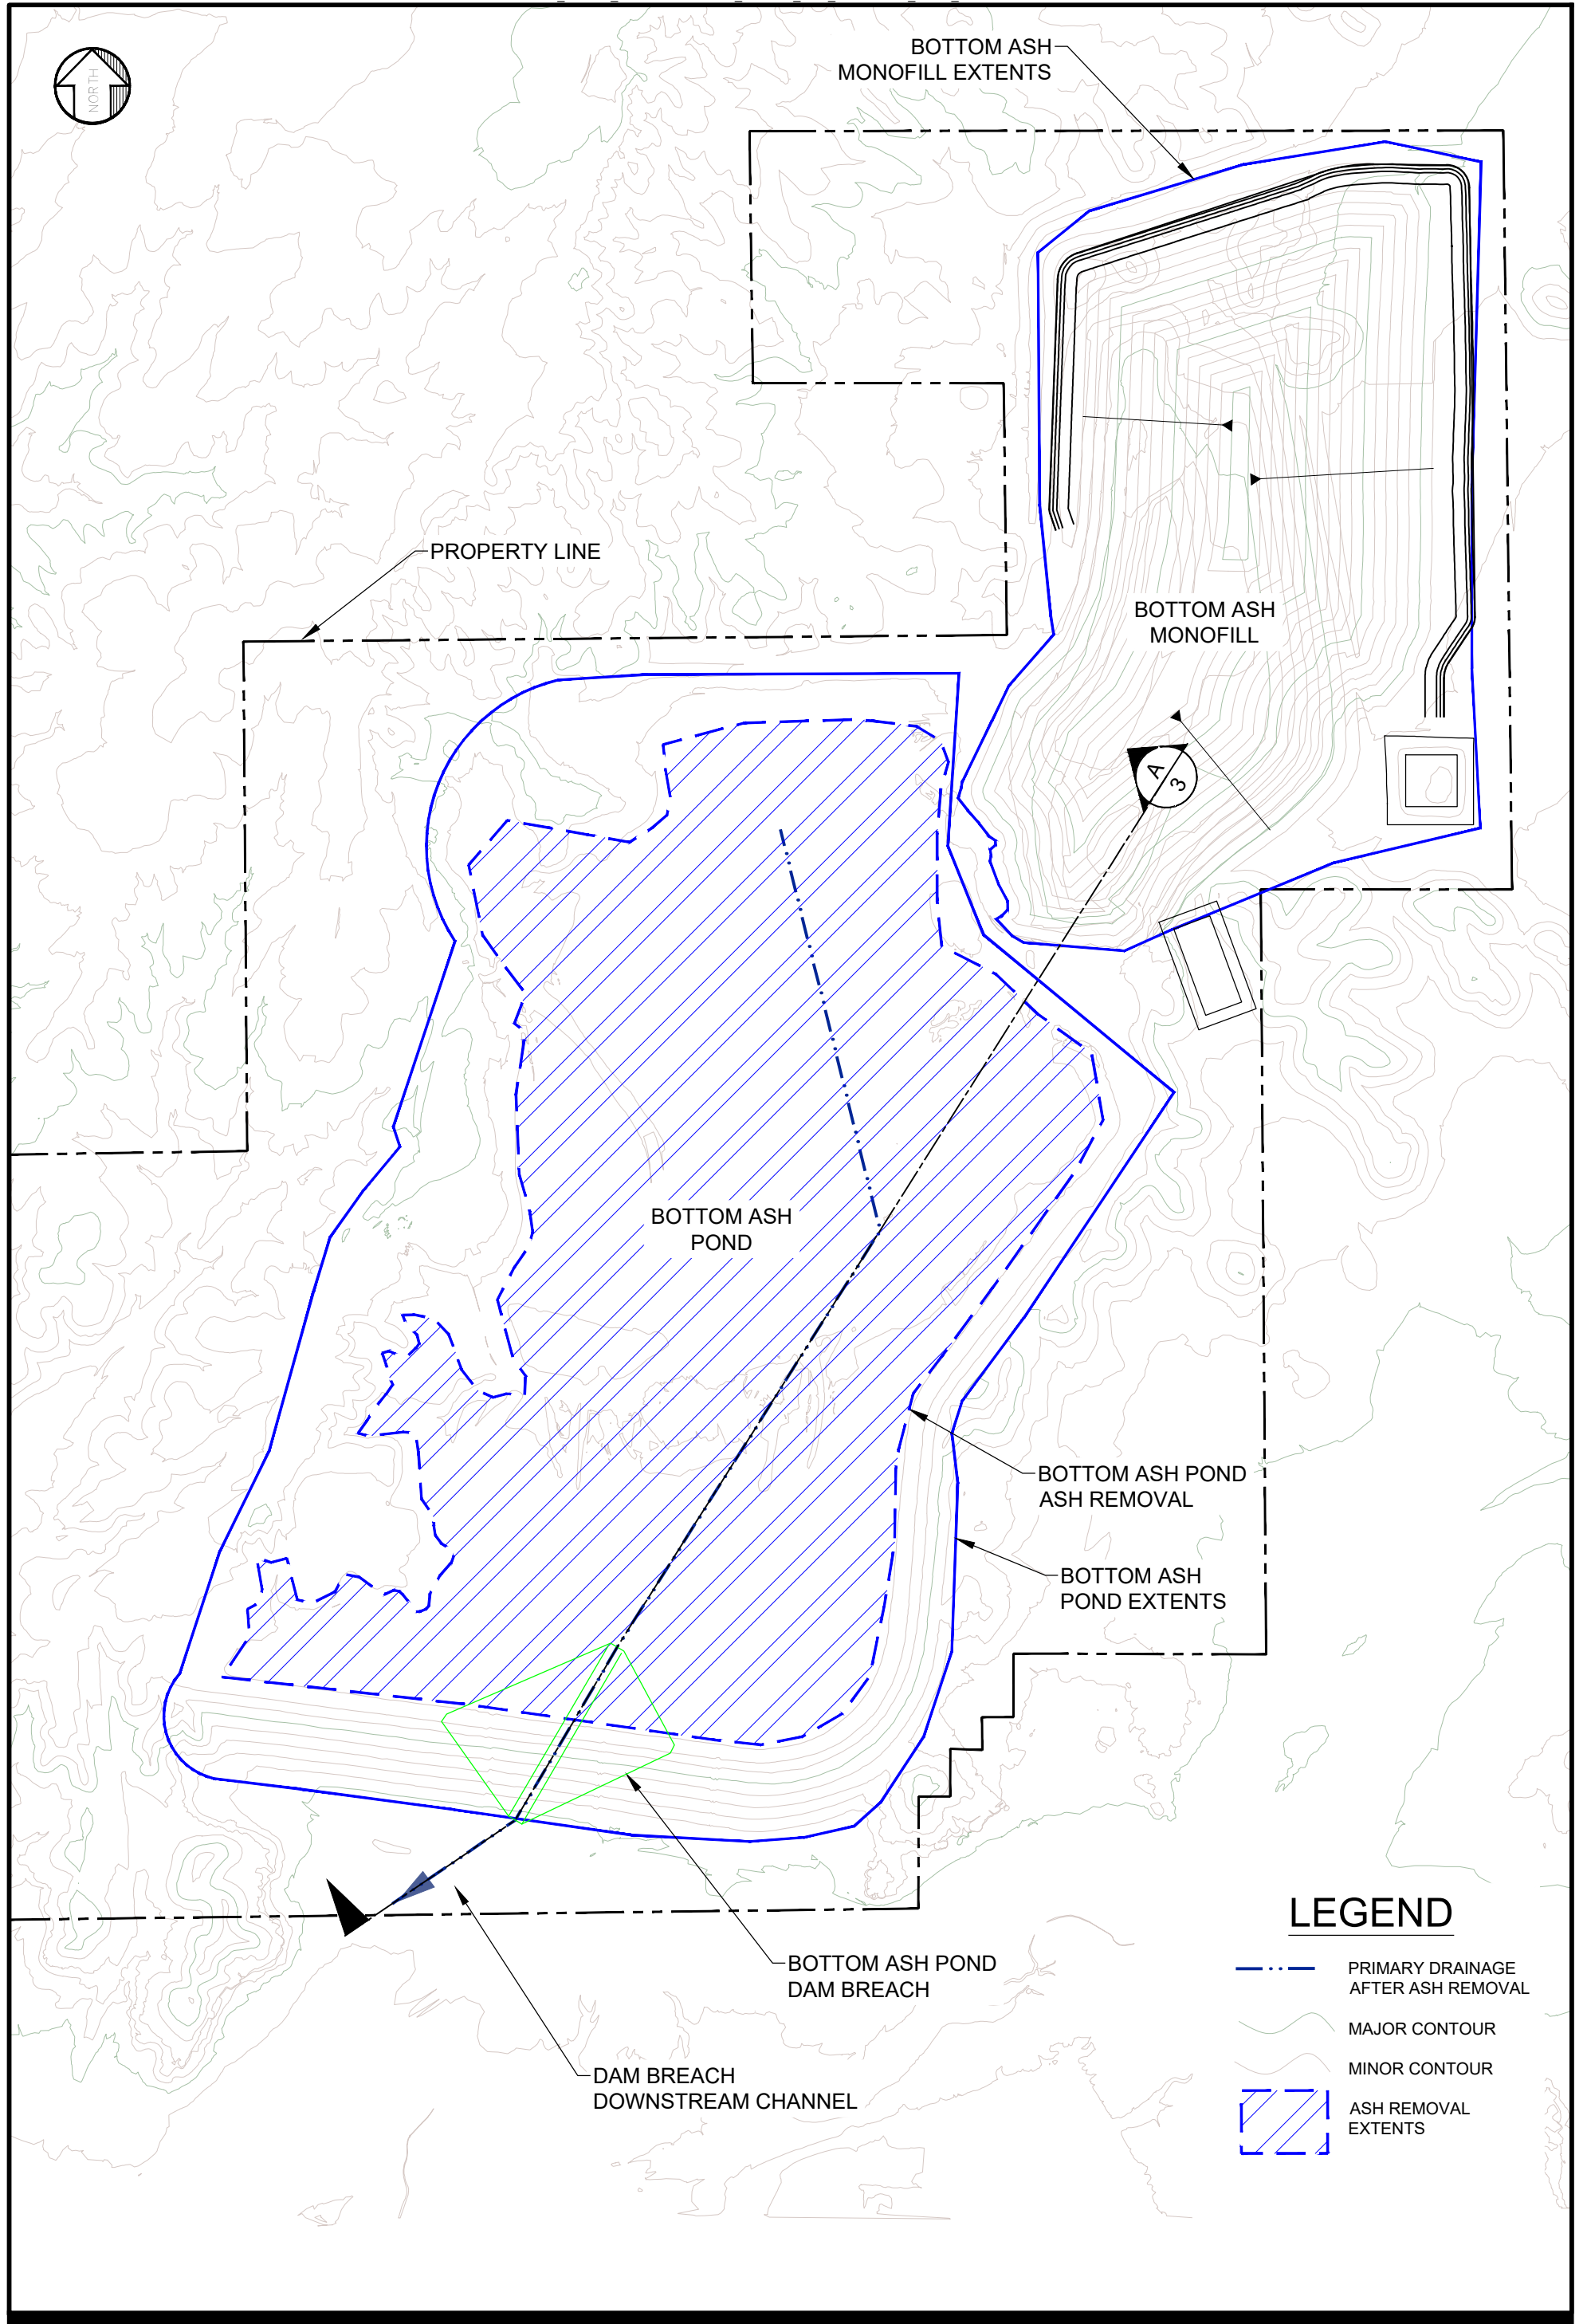 NORTH
BOTTOM ASH
MONOFILL EXTENTS
PROPERTY LINE
BOTTOM ASH
MONOFILL
A
3
BOTTOM ASH
POND
BOTTOM ASH POND
ASH REMOVAL
BOTTOM ASH
POND EXTENTS
BOTTOM ASH POND
DAM BREACH
DAM BREACH
DOWNSTREAM CHANNEL
LEGEND
PRIMARY DRAINAGE
AFTER ASH REMOVAL
MAJOR CONTOUR
MINOR CONTOUR
ASH REMOVAL
EXTENTS